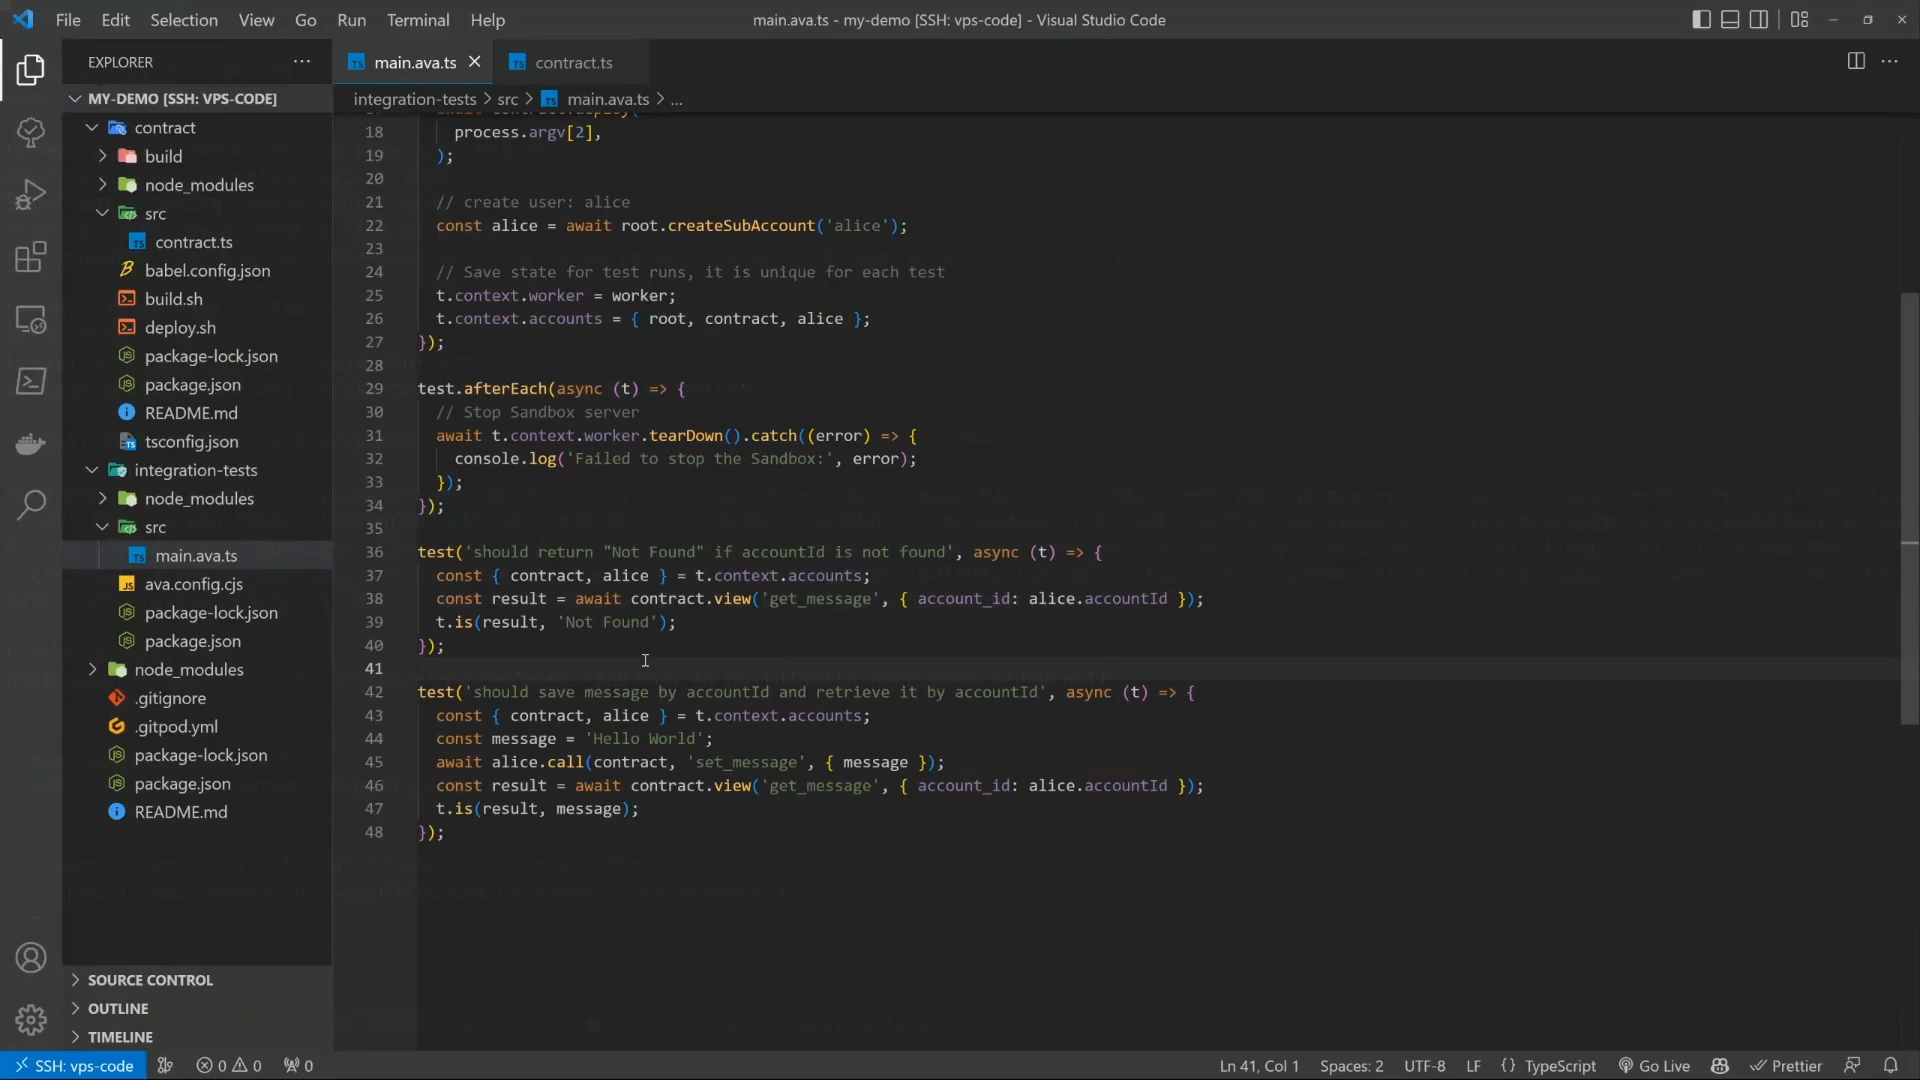 File Edit Selection View Go Run Terminal Help
main.ava.ts - my-demo [SSH: vps-code] - Visual Studio Code
EXPLORER
MY-DEMO [SSH: VPS-CODE]
contract
build
node_modules
src
contract.ts
babel.config.json
build.sh
deploy.sh
package-lock.json
package.json
README.md
tsconfig.json
integration-tests
node_modules
src
main.ava.ts
ava.config.cjs
package-lock.json
package.json
node_modules
.gitignore
.gitpod.yml
package-lock.json
package.json
README.md
SOURCE CONTROL
OUTLINE
TIMELINE
main.ava.ts contract.ts
integration-tests > src > main.ava.ts > ...
18 process.argv[2],
19 );
20
21 // create user: alice
22 const alice = await root.createSubAccount('alice');
23
24 // Save state for test runs, it is unique for each test
25 t.context.worker = worker;
26 t.context.accounts = { root, contract, alice };
27 });
28
29 test.afterEach(async (t) => {
30 // Stop Sandbox server
31 await t.context.worker.tearDown().catch((error) => {
32 console.log('Failed to stop the Sandbox:', error);
33 });
34 });
35
36 test('should return "Not Found" if accountId is not found', async (t) => {
37 const { contract, alice } = t.context.accounts;
38 const result = await contract.view('get_message', { account_id: alice.accountId });
39 t.is(result, 'Not Found');
40 });
41
42 test('should save message by accountId and retrieve it by accountId', async (t) => {
43 const { contract, alice } = t.context.accounts;
44 const message = 'Hello World';
45 await alice.call(contract, 'set_message', { message });
46 const result = await contract.view('get_message', { account_id: alice.accountId });
47 t.is(result, message);
48 });
SSH: vps-code 0 0 0 Ln 41, Col 1 Spaces: 2 UTF-8 LF {} TypeScript Go Live Prettier